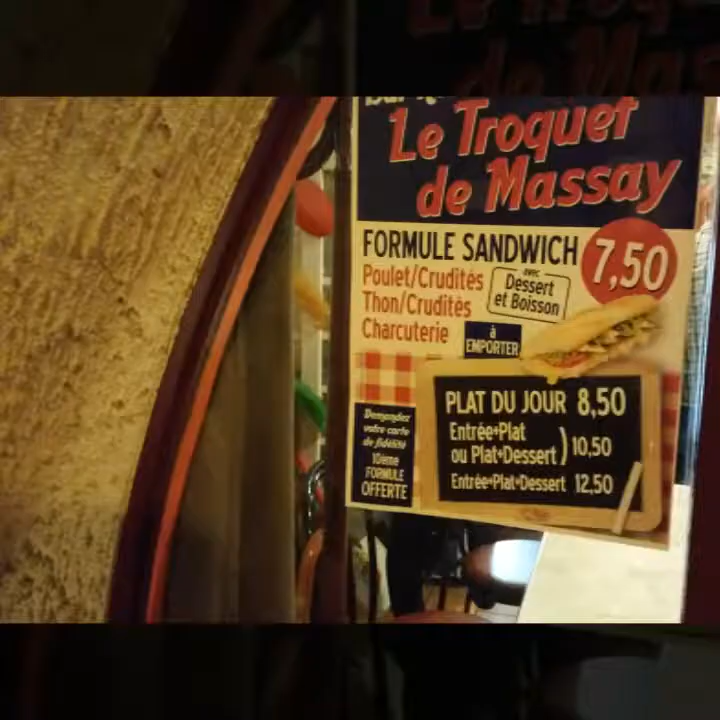 Le Troquet
de Massay
FORMULE SANDWICH 7,50
Poulet/Crudités
Thon/Crudités
Charcuterie
avec
Dessert
et Boisson
à
EMPORTER
PLAT DU JOUR 8,50
Entrée+Plat
ou Plat+Dessert } 10,50
Entrée+Plat+Dessert 12,50
Demandez
votre carte
de fidélité
10ème
FORMULE
OFFERTE